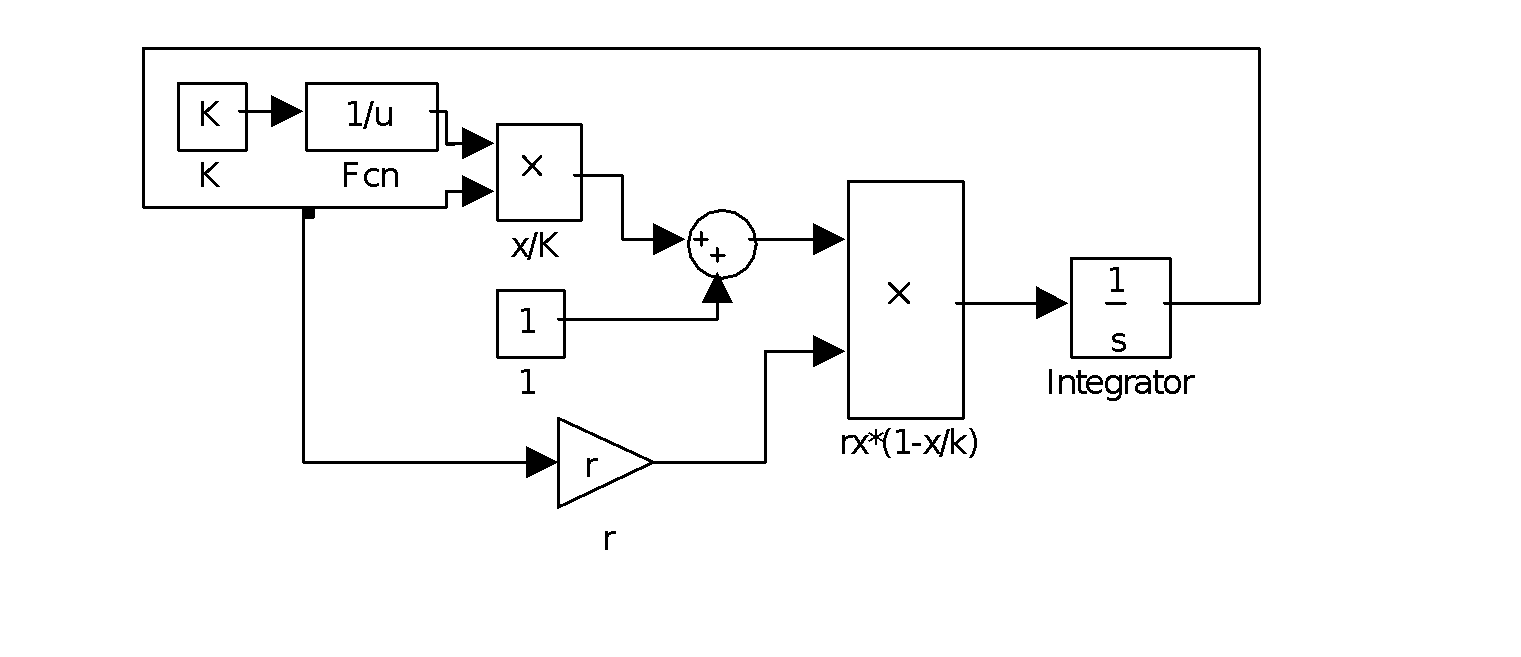 K
1/u
K
Fcn
×
x/K
+
+
1
1
×
rx*(1-x/k)
1
s
Integrator
r
r